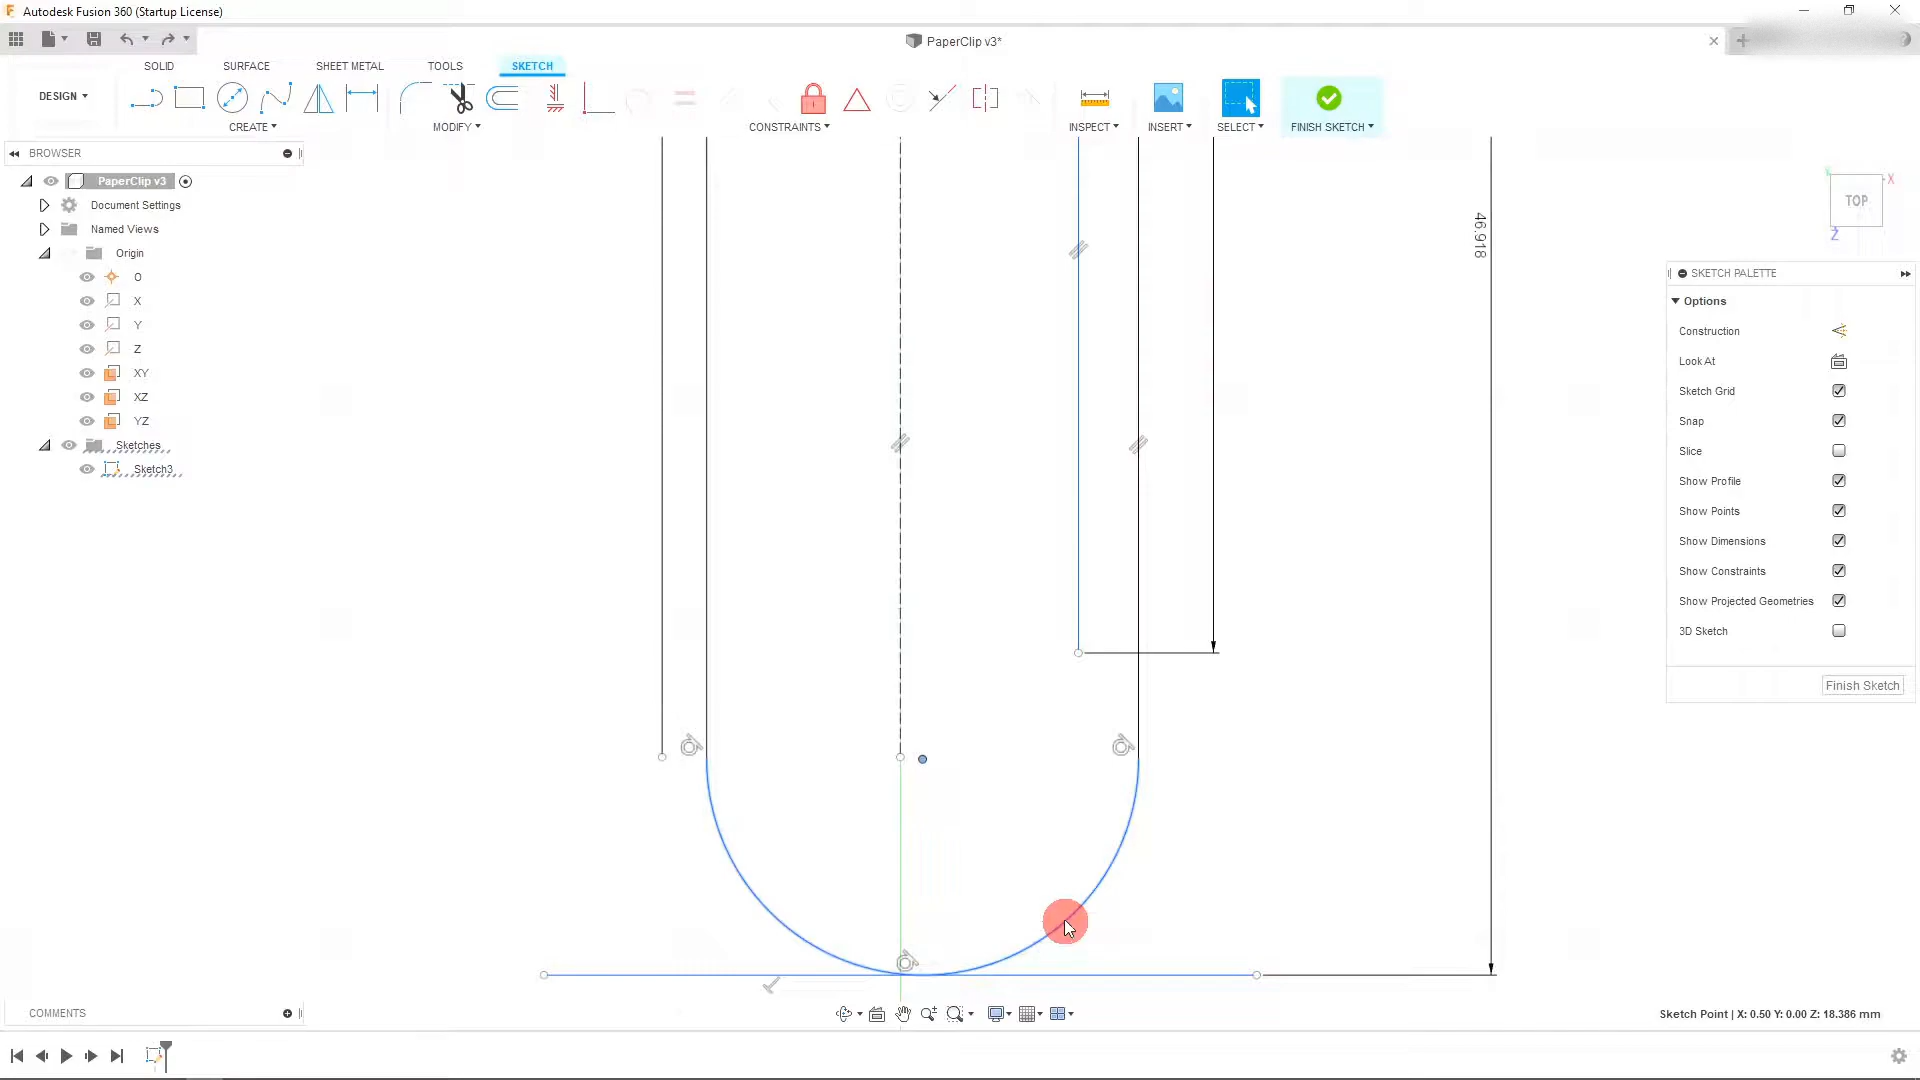 Autodesk Fusion 360 (Startup License)
PaperClip v3*
SOLID
SURFACE
SHEET METAL
TOOLS
SKETCH
DESIGN
CREATE
MODIFY
CONSTRAINTS
INSPECT
INSERT
SELECT
FINISH SKETCH
BROWSER
PaperClip v3
Document Settings
Named Views
Origin
O
X
Y
Z
XY
XZ
YZ
Sketches
Sketch3
46.918
X
TOP
Z
SKETCH PALETTE
Options
Construction
Look At
Sketch Grid
Snap
Slice
Show Profile
Show Points
Show Dimensions
Show Constraints
Show Projected Geometries
3D Sketch
Finish Sketch
COMMENTS
Sketch Point | X: 0.50 Y: 0.00 Z: 18.386 mm